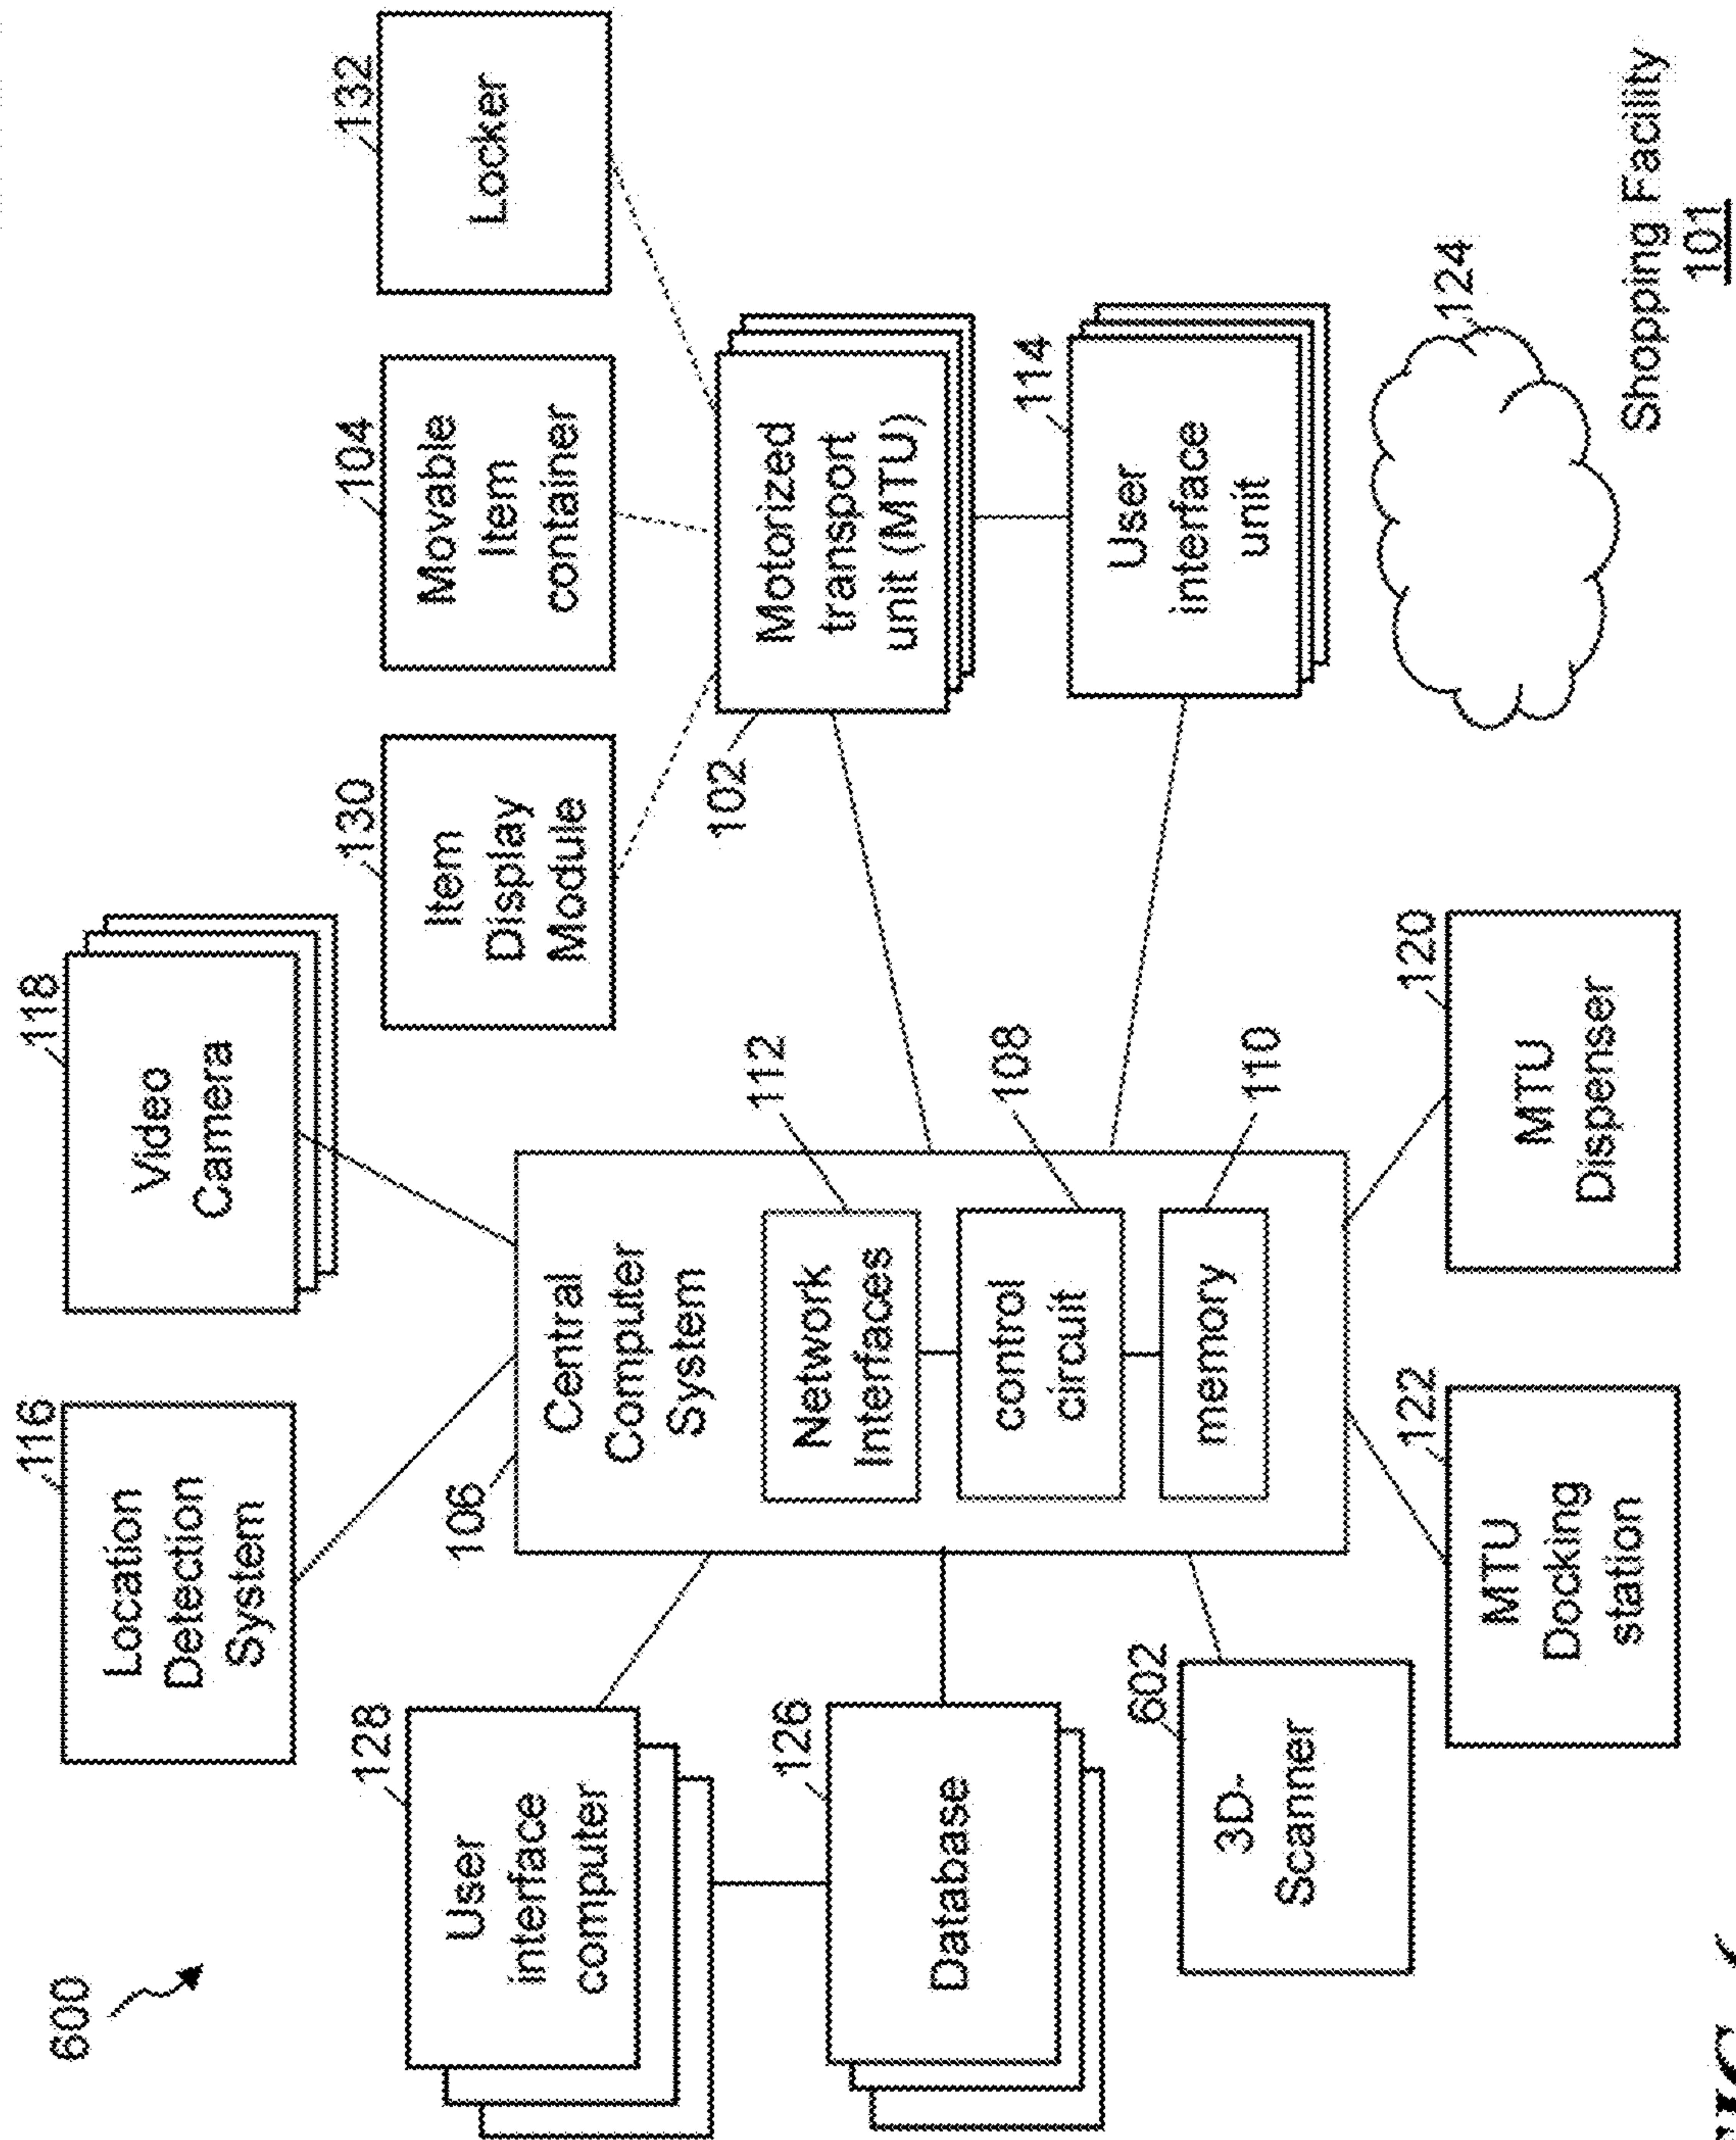 600
116
Location
Detection
System
118
Video
Camera
128
User
interface
computer
106
Central
Computer
System
130
Item
Display
Module
104
Movable
Item
container
132
Locker
112
Network
Interfaces
102
Motorized
transport
unit (MTU)
126
Database
108
control
circuit
114
User
interface
unit
602
3D-
Scanner
110
memory
122
MTU
Docking
station
120
MTU
Dispenser
124
Shopping Facility
101